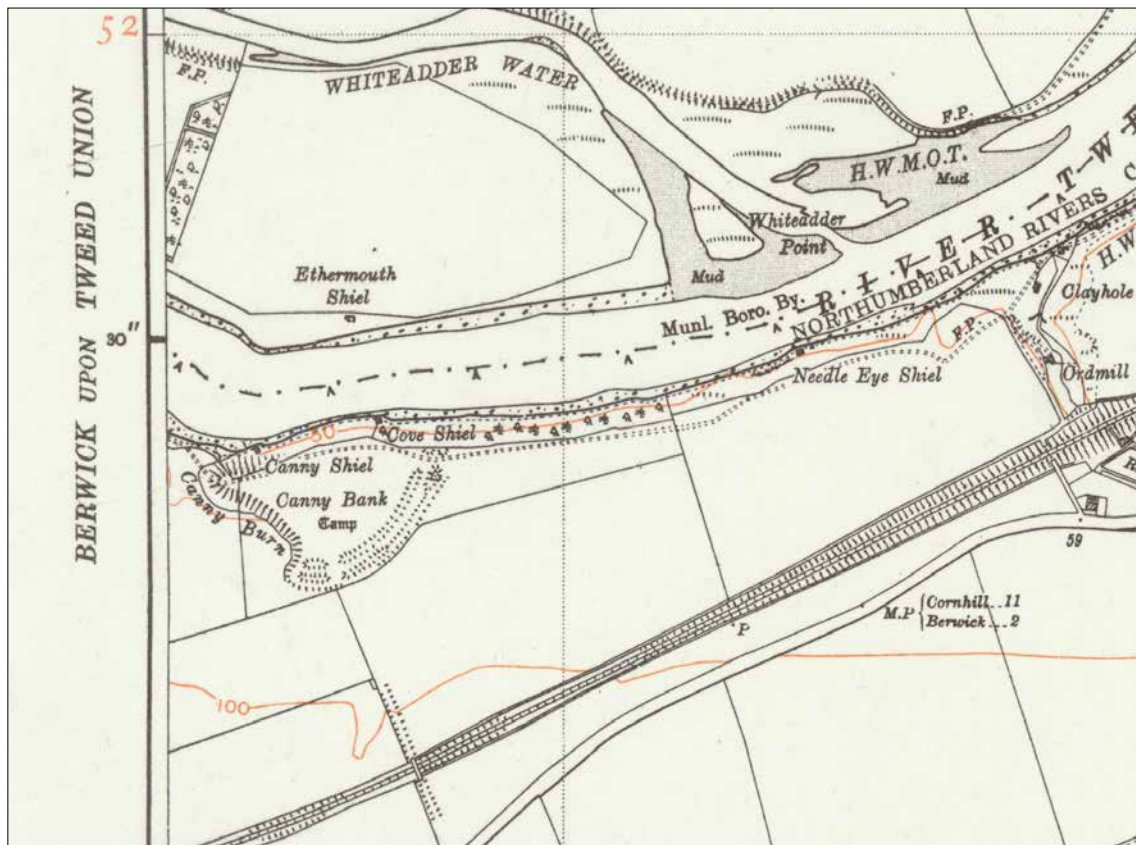 52
BERWICK UPON TWEED UNION
30"
F.P.
WHITEADDER WATER
F.P.
H.W.M.O.T.
Mud
Whiteadder
Point
Mud
Ethermouth
Shiel
Munl. Boro. By.
RIVER TWE
NORTHUMBERLAND RIVERS C
H.W
Clayhole
F.P.
Ordmill
Needle Eye Shiel
50
Cove Shiel
Canny Shiel
Canny Bank
Camp
Canny Burn
R
59
M.P { Cornhill..11
Berwick...2
P
100